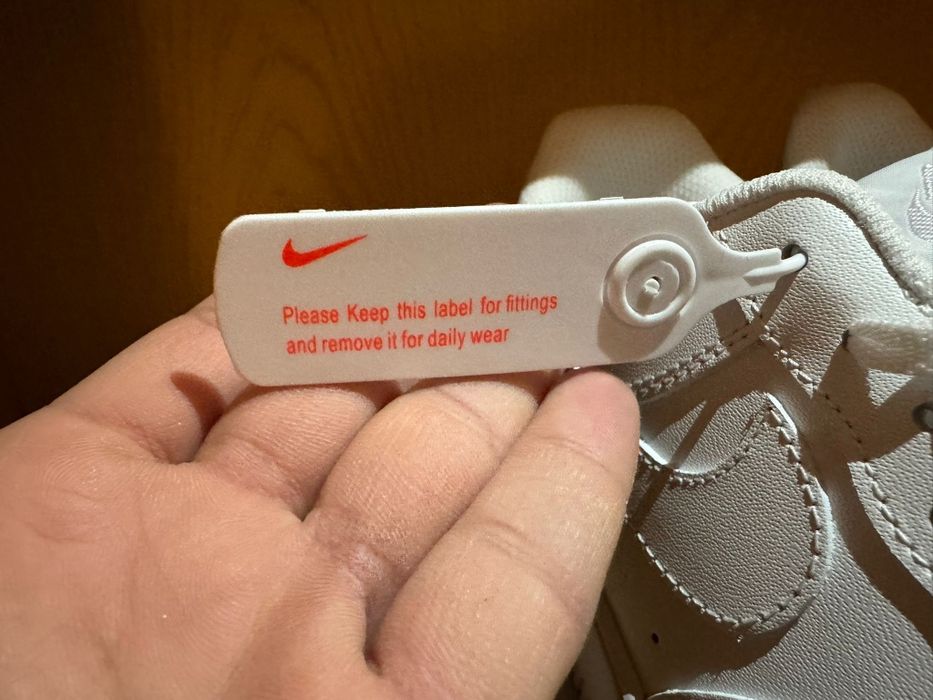 Please Keep this label for fittings
and remove it for daily wear